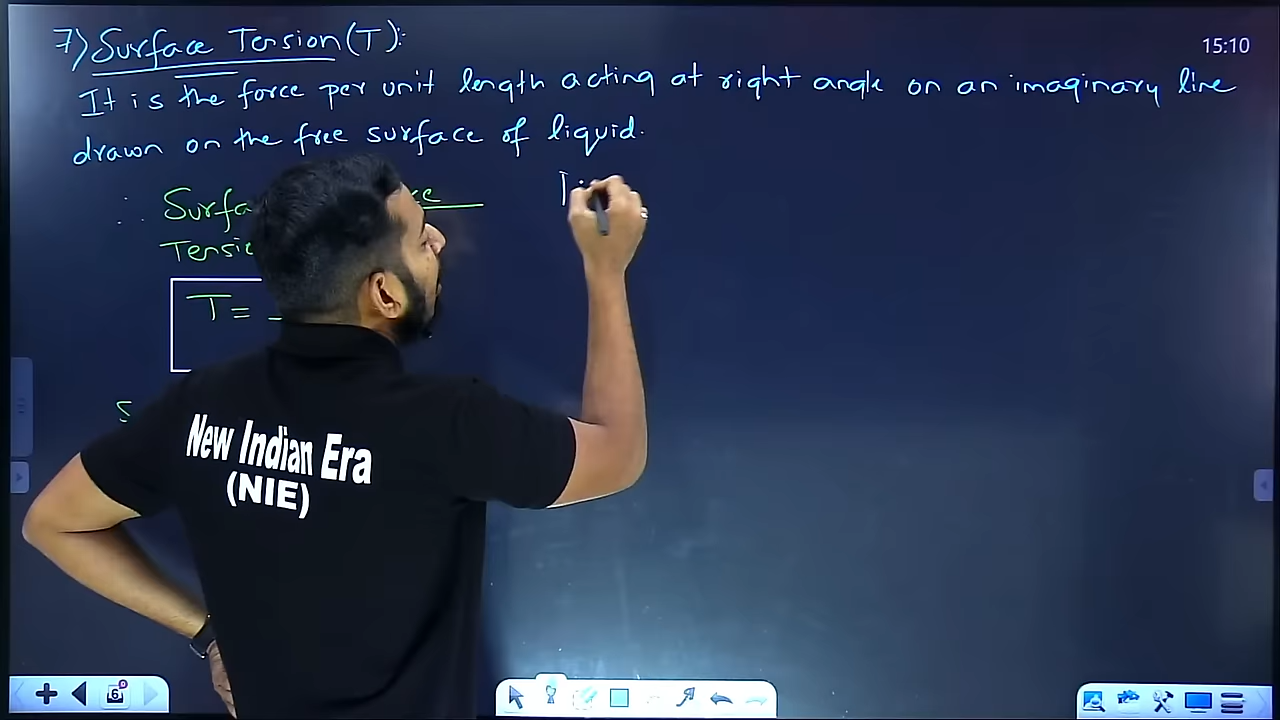 7) Surface Tension (T):
15:10
It is the force per unit length acting at right angle on an imaginary line
drawn on the free surface of liquid.
∴
T =
New Indian Era
(NIE)
6